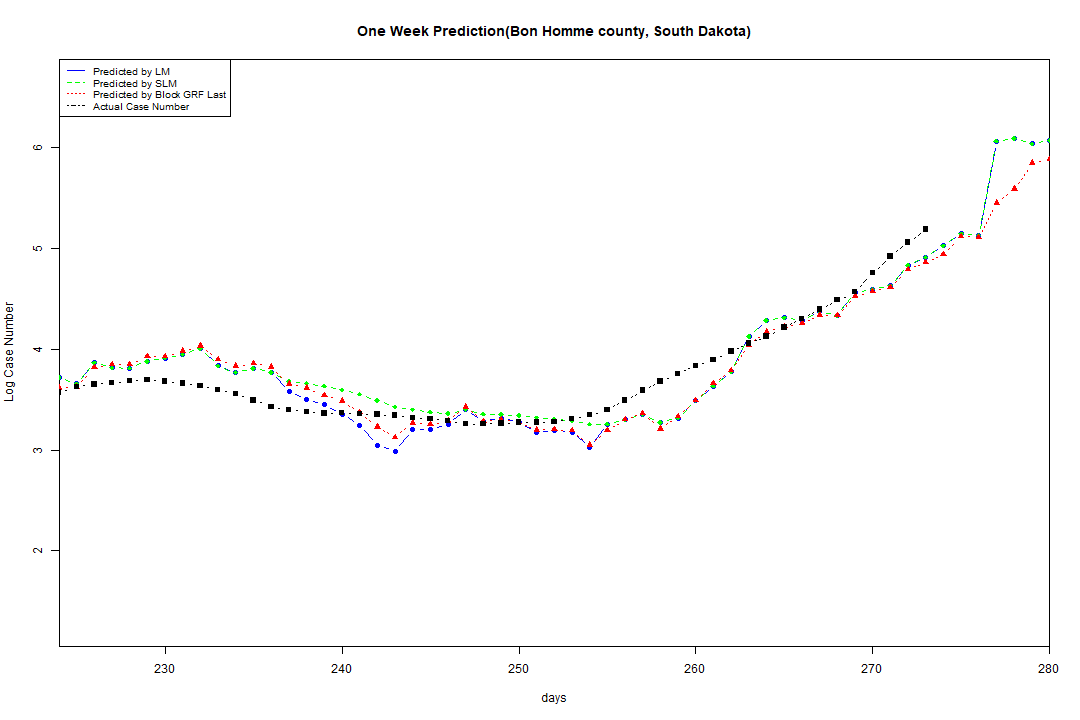 One Week Prediction(Bon Homme county, South Dakota)
Predicted by LM
Predicted by SLM
Predicted by Block GRF Last
Actual Case Number
6
5
4
3
2
Log Case Number
230
240
250
260
270
280
days